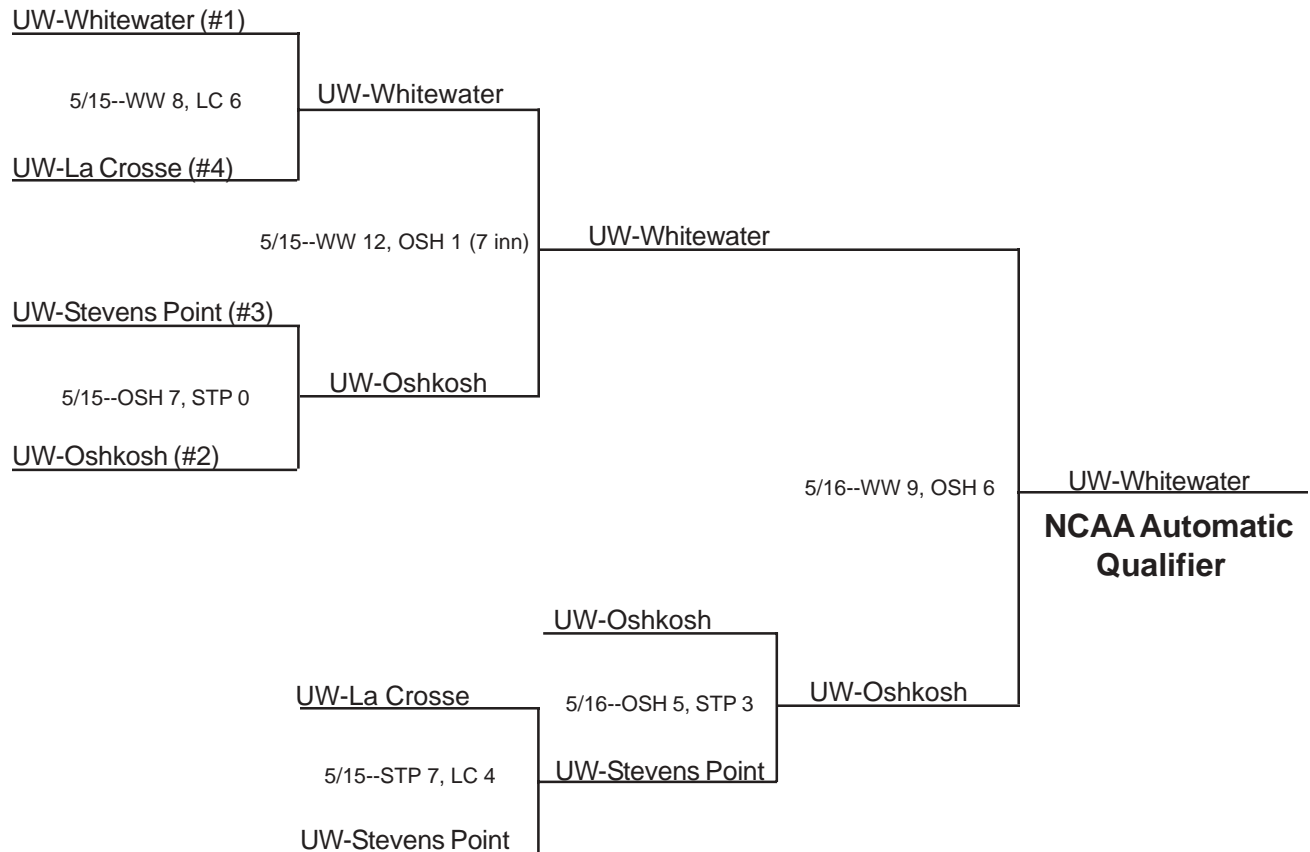 UW-Whitewater (#1)
5/15--WW 8, LC 6
UW-Whitewater
UW-La Crosse (#4)
5/15--WW 12, OSH 1 (7 inn)
UW-Whitewater
UW-Stevens Point (#3)
5/15--OSH 7, STP 0
UW-Oshkosh
UW-Oshkosh (#2)
5/16--WW 9, OSH 6
UW-Whitewater
NCAA Automatic
Qualifier
UW-Oshkosh
UW-La Crosse
5/16--OSH 5, STP 3
UW-Oshkosh
5/15--STP 7, LC 4
UW-Stevens Point
UW-Stevens Point